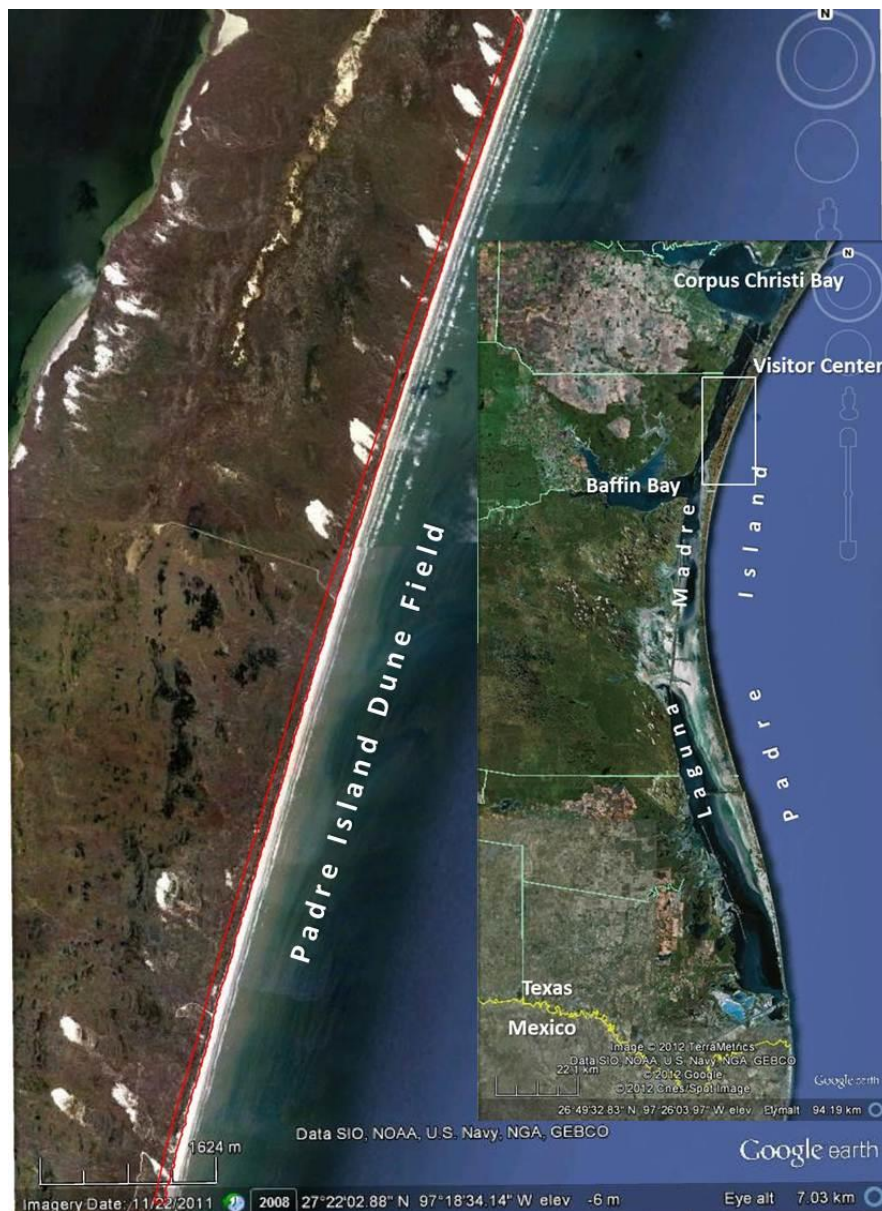 N
N
Corpus Christi Bay
Visitor Center
Baffin Bay
Laguna Madre
Padre Island
Padre Island Dune Field
Texas
Mexico
Image © 2012 TerraMetrics
Data SIO, NOAA, U.S. Navy, NGA, GEBCO
© 2012 Google
© 2012 Cnes/Spot Image
22.1 km
Google earth
26°49'32.83" N 97°26'03.97" W elev Eye alt 94.19 km
Data SIO, NOAA, U.S. Navy, NGA, GEBCO
1624 m
Google earth
Imagery Date: 11/22/2011 2008 27°22'02.88" N 97°18'34.14" W elev -6 m Eye alt 7.03 km